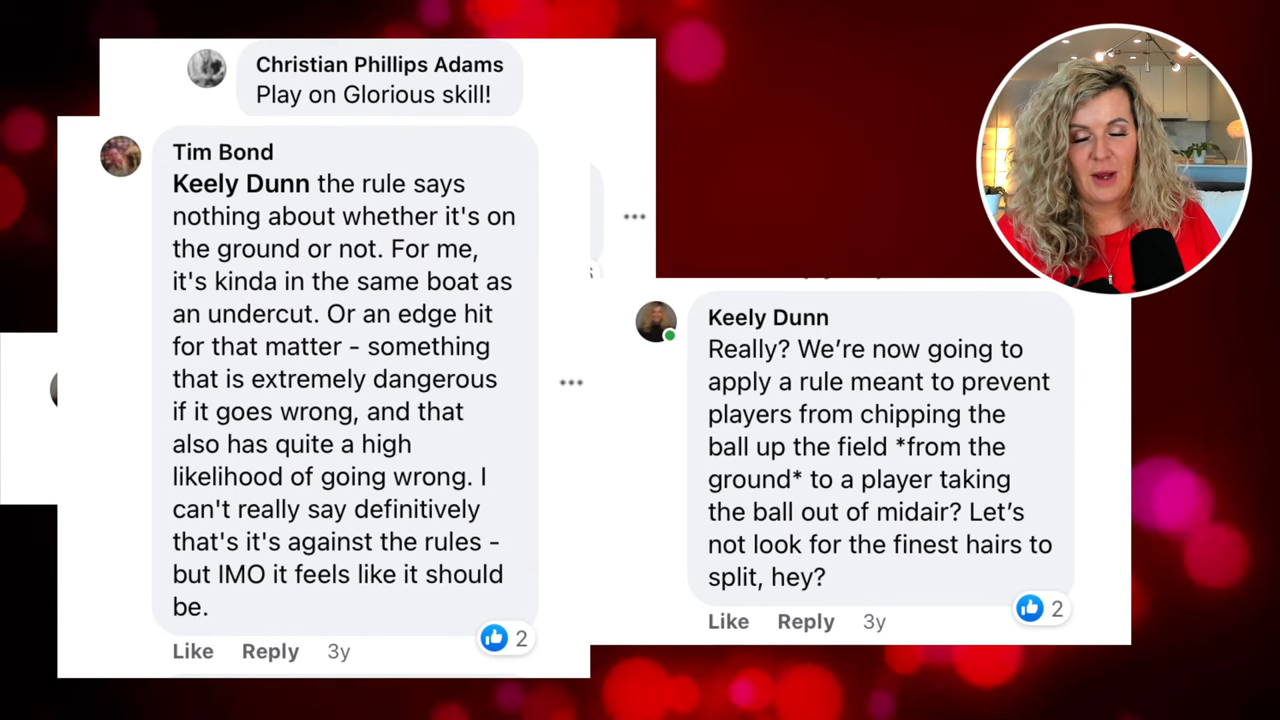 Christian Phillips Adams
Play on Glorious skill!
Tim Bond
Keely Dunn the rule says
nothing about whether it's on
the ground or not. For me,
it's kinda in the same boat as
an undercut. Or an edge hit
for that matter - something
that is extremely dangerous
if it goes wrong, and that
also has quite a high
likelihood of going wrong. I
can't really say definitively
that's it's against the rules -
but IMO it feels like it should
be.
2
Like Reply 3y
Keely Dunn
Really? We’re now going to
apply a rule meant to prevent
players from chipping the
ball up the field *from the
ground* to a player taking
the ball out of midair? Let’s
not look for the finest hairs to
split, hey?
2
Like Reply 3y